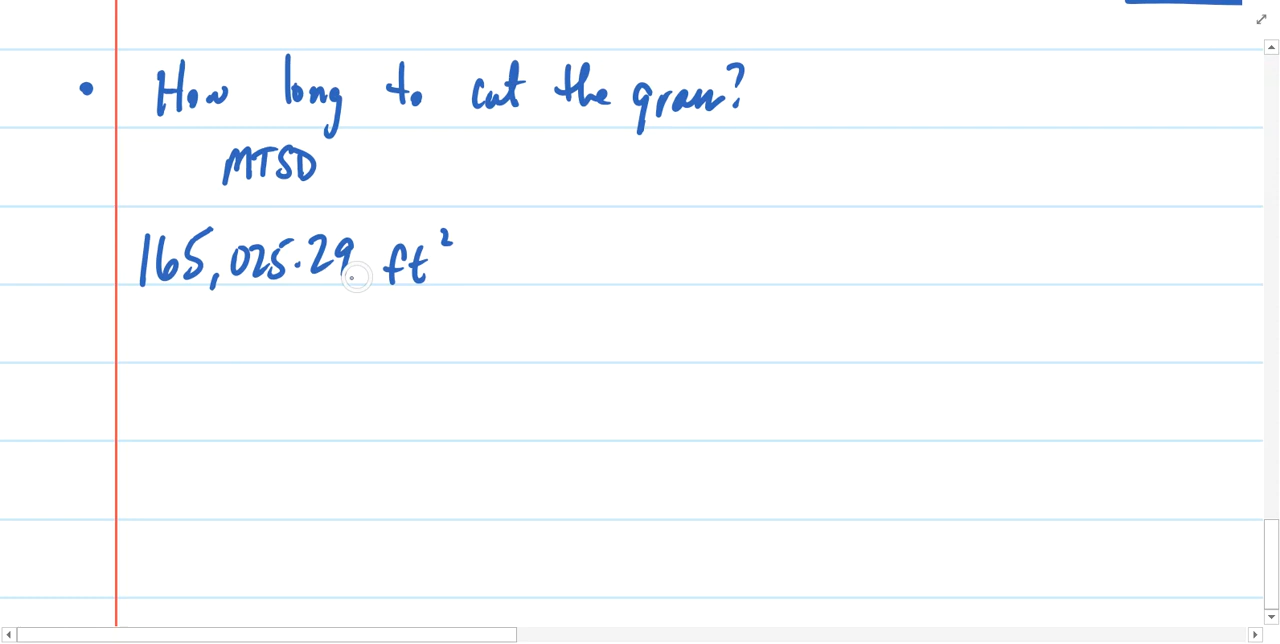 • How long to cut the grass?
MTSD
165,025.29 ft²